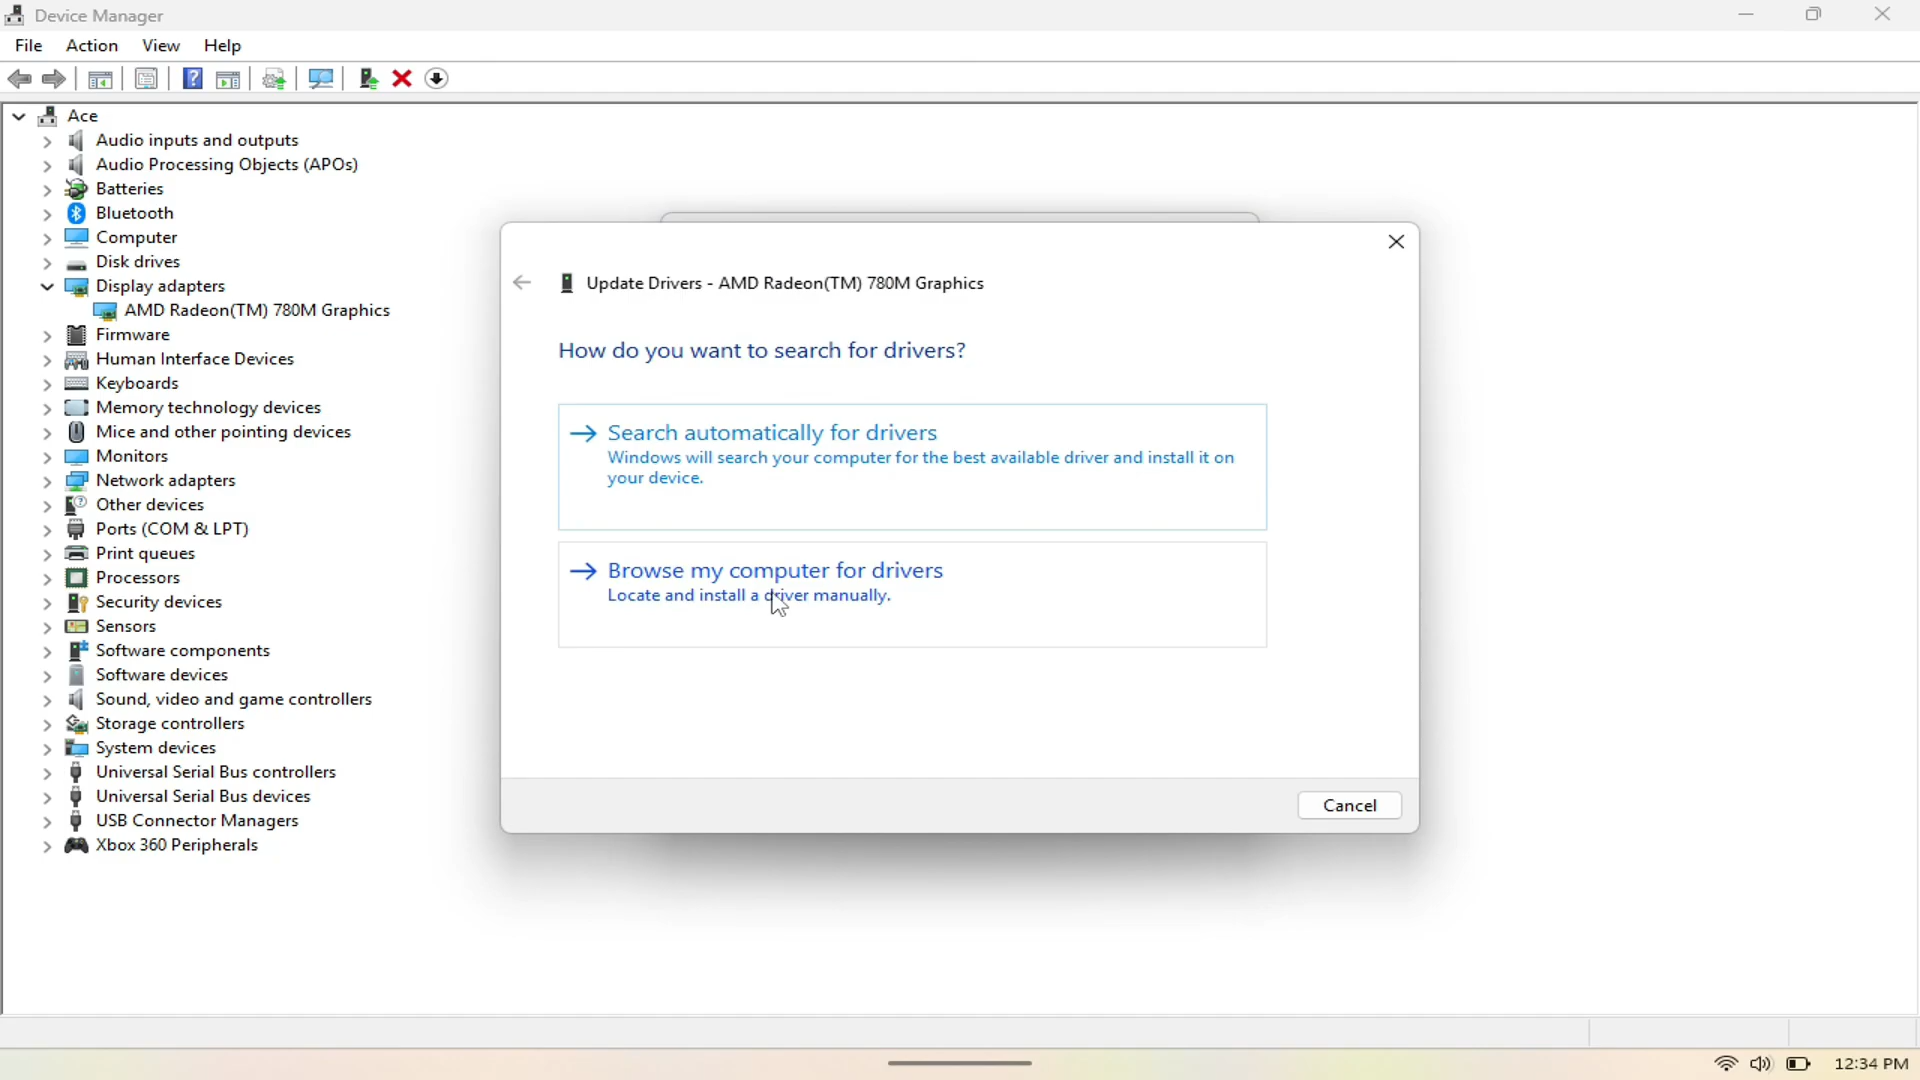 Device Manager
File Action View Help
Ace
Audio inputs and outputs
Audio Processing Objects (APOs)
Batteries
Bluetooth
Computer
Disk drives
Display adapters
AMD Radeon(TM) 780M Graphics
Firmware
Human Interface Devices
Keyboards
Memory technology devices
Mice and other pointing devices
Monitors
Network adapters
Other devices
Ports (COM & LPT)
Print queues
Processors
Security devices
Sensors
Software components
Software devices
Sound, video and game controllers
Storage controllers
System devices
Universal Serial Bus controllers
Universal Serial Bus devices
USB Connector Managers
Xbox 360 Peripherals
Update Drivers - AMD Radeon(TM) 780M Graphics
How do you want to search for drivers?
Search automatically for drivers
Windows will search your computer for the best available driver and install it on
your device.
Browse my computer for drivers
Locate and install a driver manually.
Cancel
12:34 PM